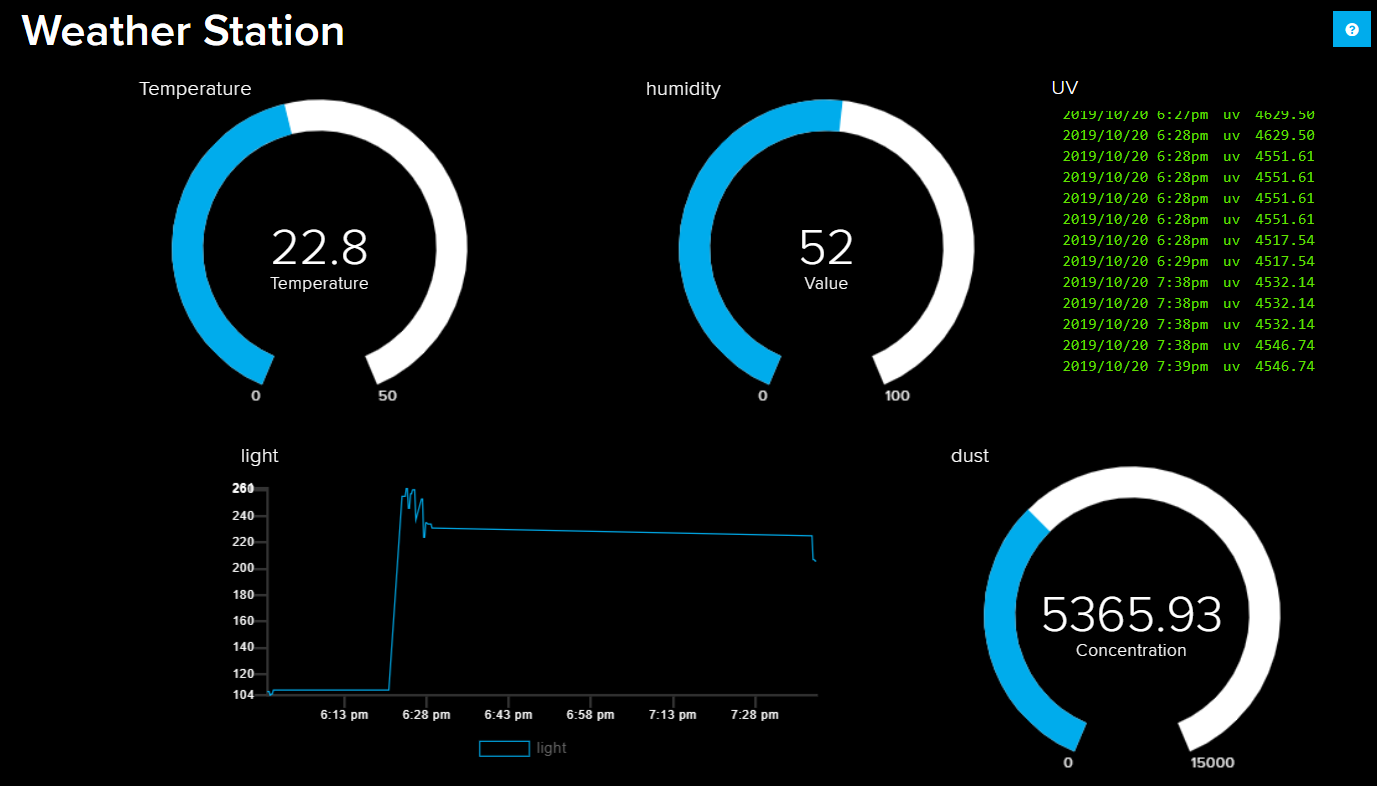 Weather Station
Temperature
22.8
Temperature
0
50
humidity
52
Value
0
100
UV
2019/10/20 6:27pm uv 4629.50
2019/10/20 6:28pm uv 4629.50
2019/10/20 6:28pm uv 4551.61
2019/10/20 6:28pm uv 4551.61
2019/10/20 6:28pm uv 4551.61
2019/10/20 6:28pm uv 4551.61
2019/10/20 6:28pm uv 4517.54
2019/10/20 6:29pm uv 4517.54
2019/10/20 7:38pm uv 4532.14
2019/10/20 7:38pm uv 4532.14
2019/10/20 7:38pm uv 4532.14
2019/10/20 7:38pm uv 4546.74
2019/10/20 7:39pm uv 4546.74
light
240
220
200
180
160
140
120
104
6:13 pm 6:28 pm 6:43 pm 6:58 pm 7:13 pm 7:28 pm
light
dust
5365.93
Concentration
0
15000